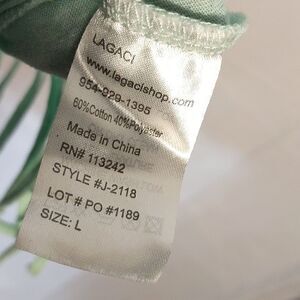 LAGACI
www.lagacishop.com
954-929-1395
60%Cotton 40%Polyester
Made in China
RN# 113242
STYLE #J-2118
LOT # PO #1189
SIZE: L